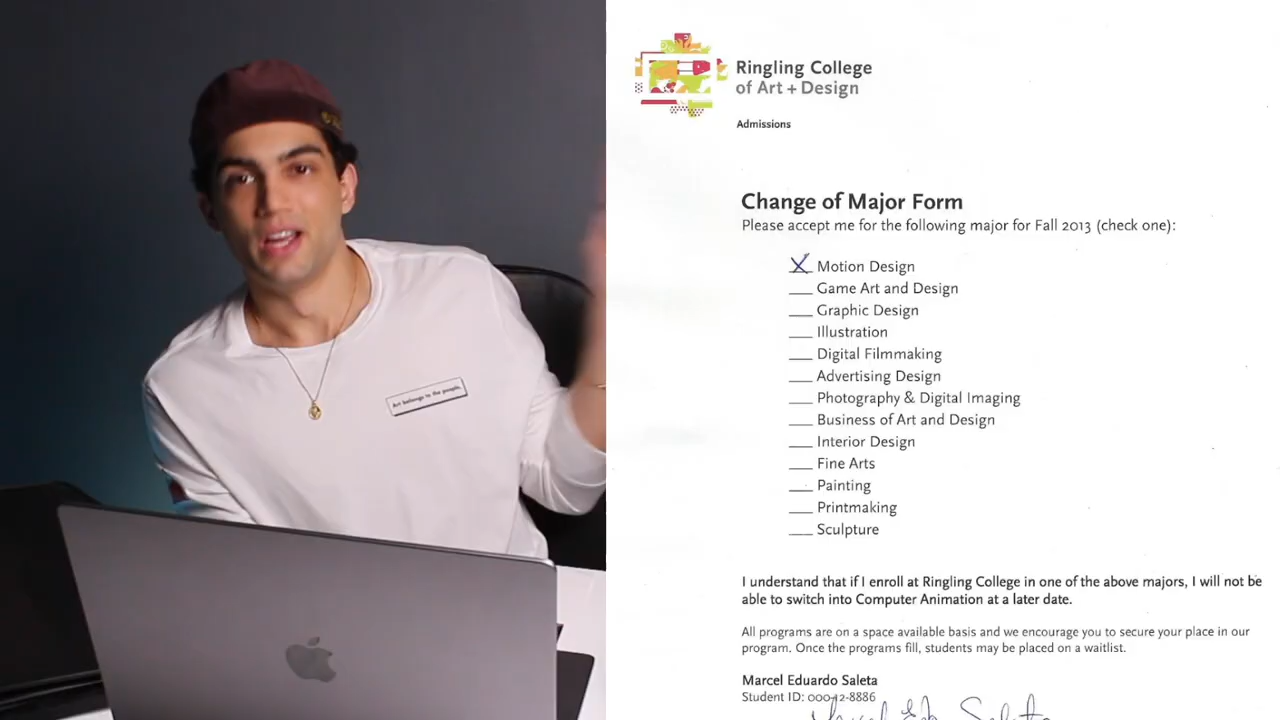 Art belongs to the people.
Ringling College
of Art + Design
Admissions
Change of Major Form
Please accept me for the following major for Fall 2013 (check one):
X Motion Design
___ Game Art and Design
___ Graphic Design
___ Illustration
___ Digital Filmmaking
___ Advertising Design
___ Photography & Digital Imaging
___ Business of Art and Design
___ Interior Design
___ Fine Arts
___ Painting
___ Printmaking
___ Sculpture
I understand that if I enroll at Ringling College in one of the above majors, I will not be
able to switch into Computer Animation at a later date.
All programs are on a space available basis and we encourage you to secure your place in our
program. Once the programs fill, students may be placed on a waitlist.
Marcel Eduardo Saleta
Student ID: 000-12-8886